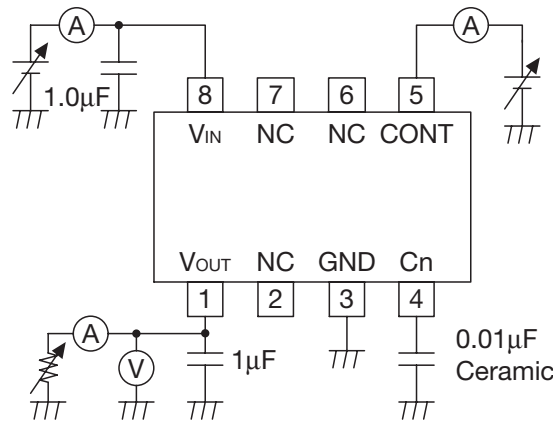 A
A
1.0μF
8 7 6 5
VIN NC NC CONT
VOUT NC GND Cn
1 2 3 4
A
V
1μF
0.01μF
Ceramic